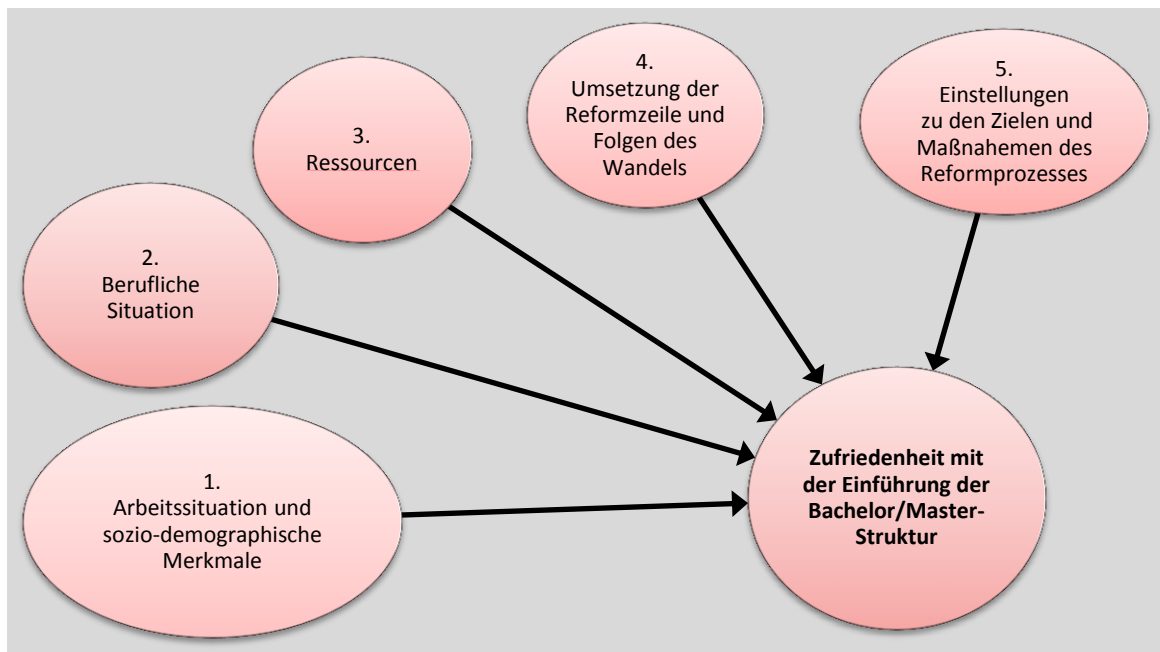 1.
Arbeitssituation und
sozio-demographische
Merkmale
2.
Berufliche
Situation
3.
Ressourcen
4.
Umsetzung der
Reformzeile und
Folgen des
Wandels
5.
Einstellungen
zu den Zielen und
Maßnahemen des
Reformprozesses
Zufriedenheit mit
der Einführung der
Bachelor/Master-
Struktur